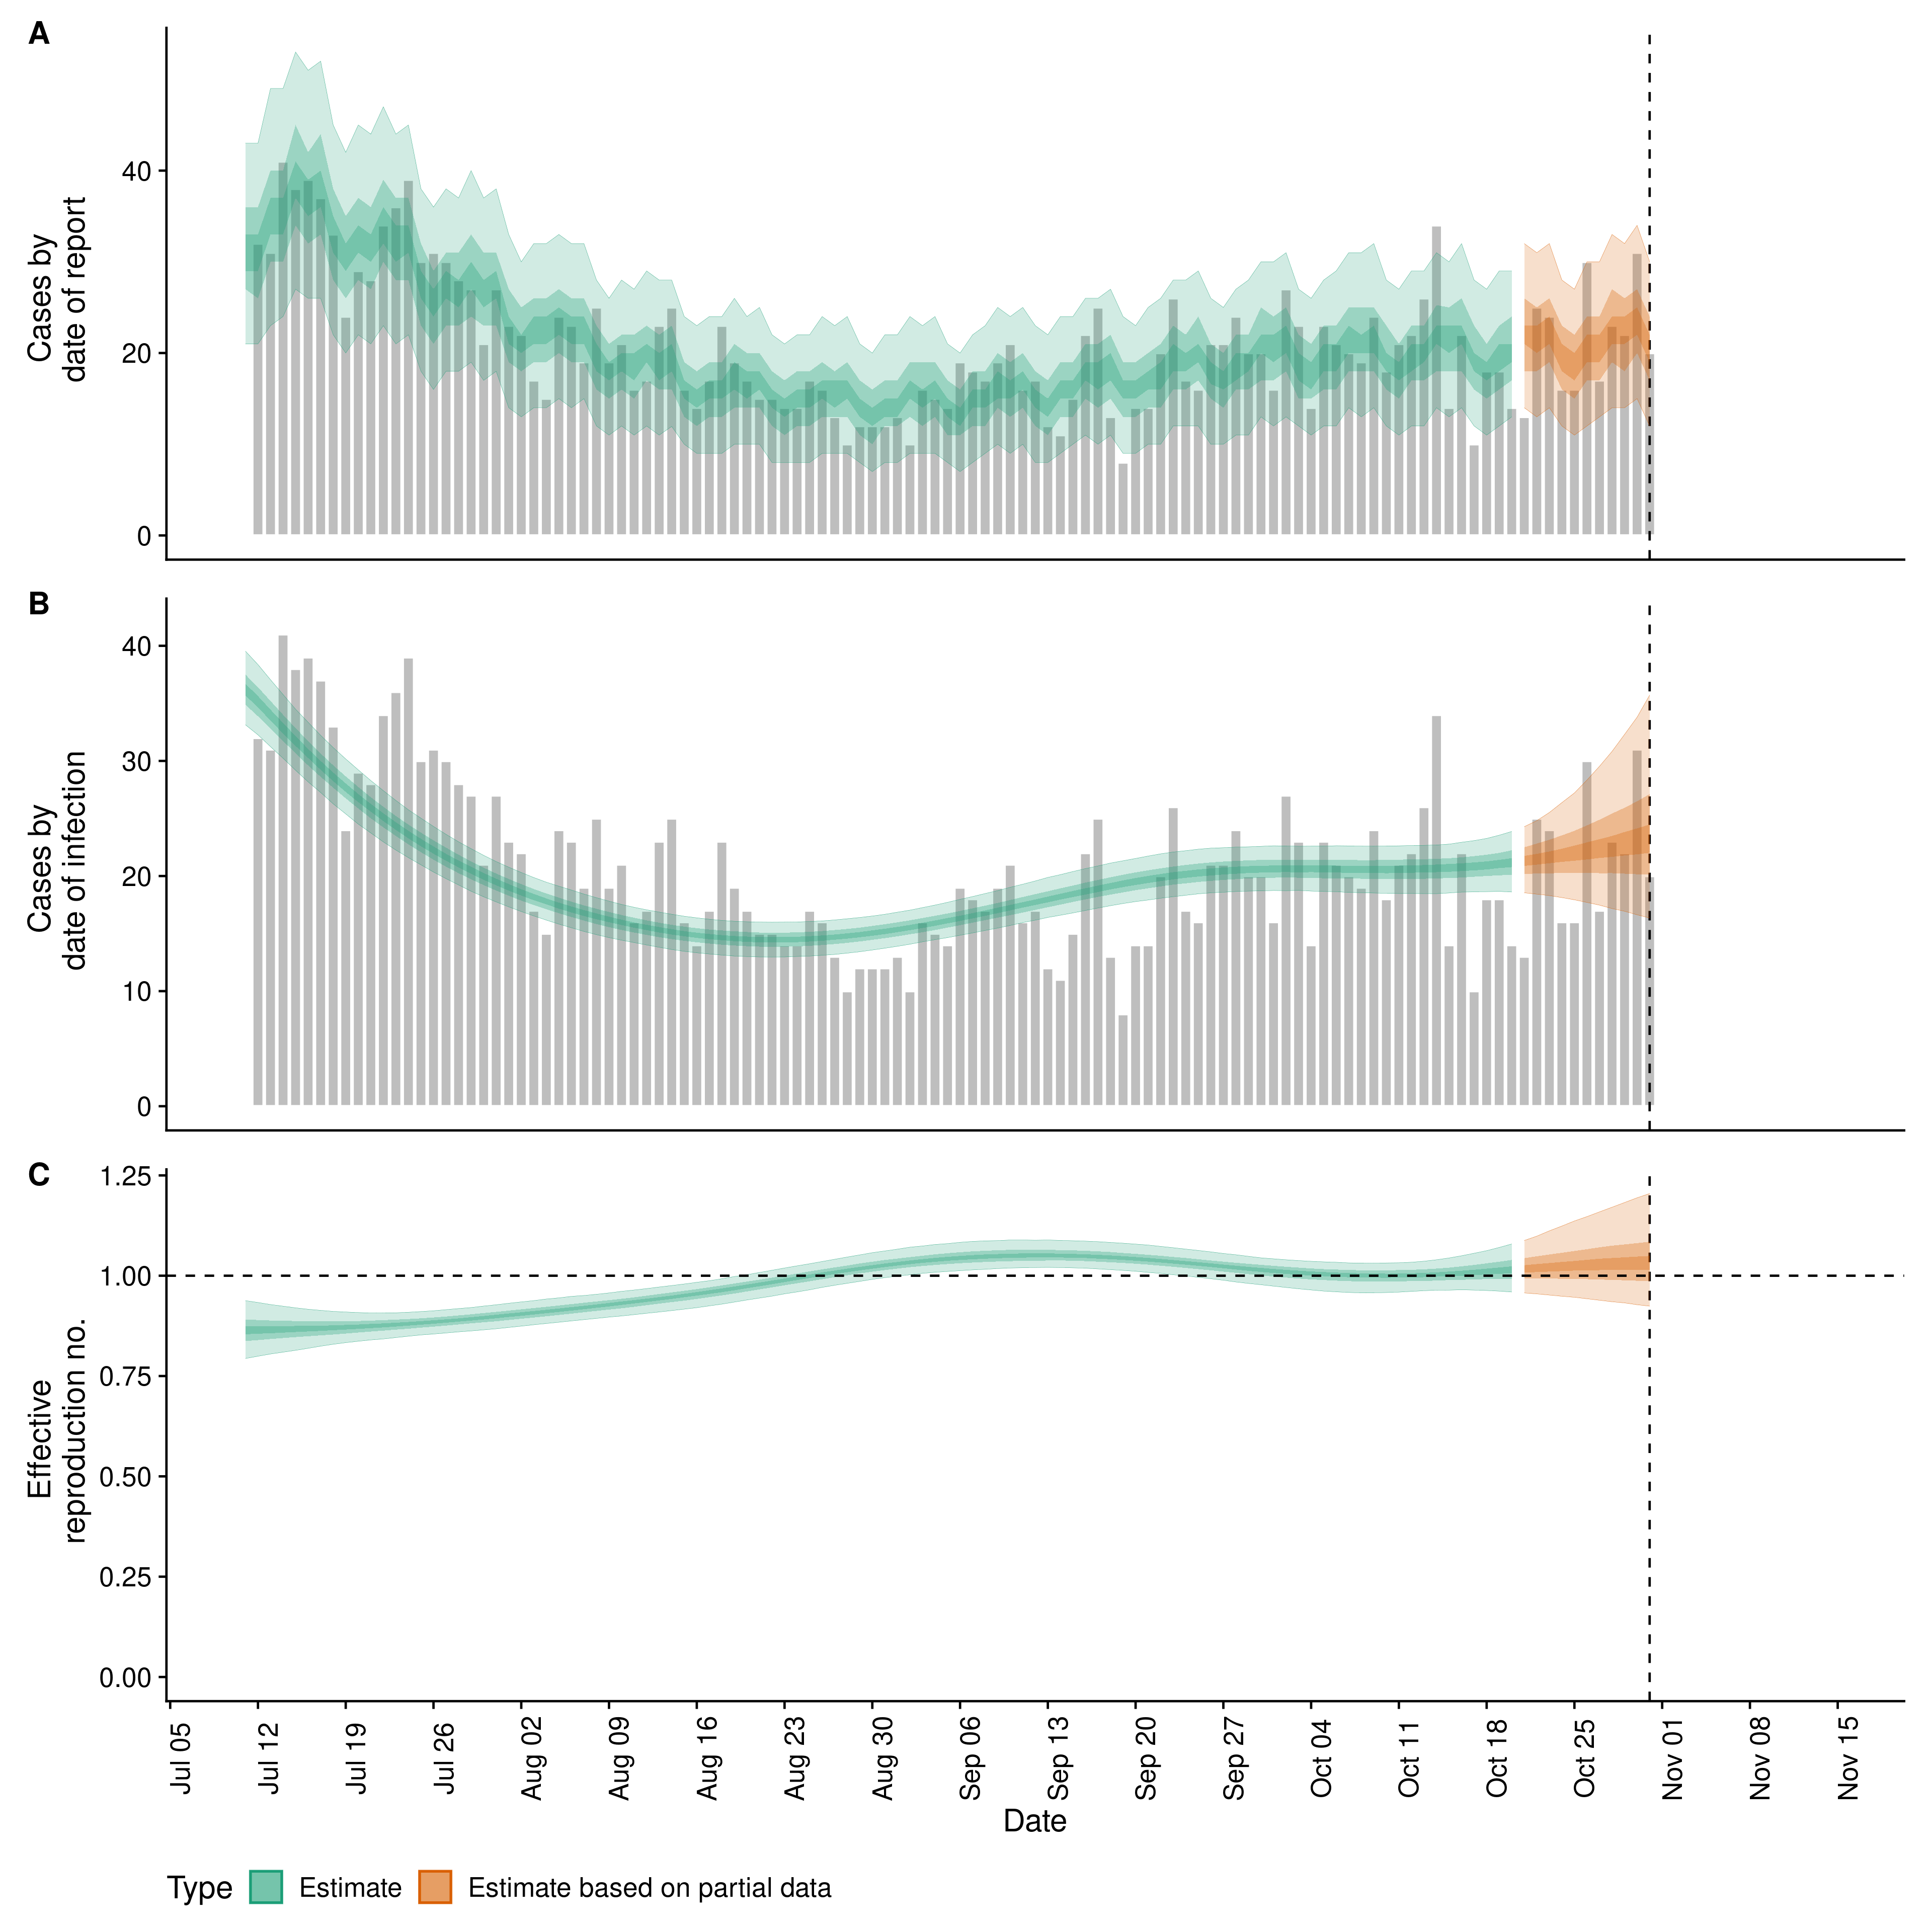 A
Cases by
date of report
40
20
0
B
Cases by
date of infection
40
30
20
10
0
C
Effective
reproduction no.
1.25
1.00
0.75
0.50
0.25
0.00
Jul 05
Jul 12
Jul 19
Jul 26
Aug 02
Aug 09
Aug 16
Aug 23
Aug 30
Sep 06
Sep 13
Sep 20
Sep 27
Oct 04
Oct 11
Oct 18
Oct 25
Nov 01
Nov 08
Nov 15
Date
Type Estimate Estimate based on partial data